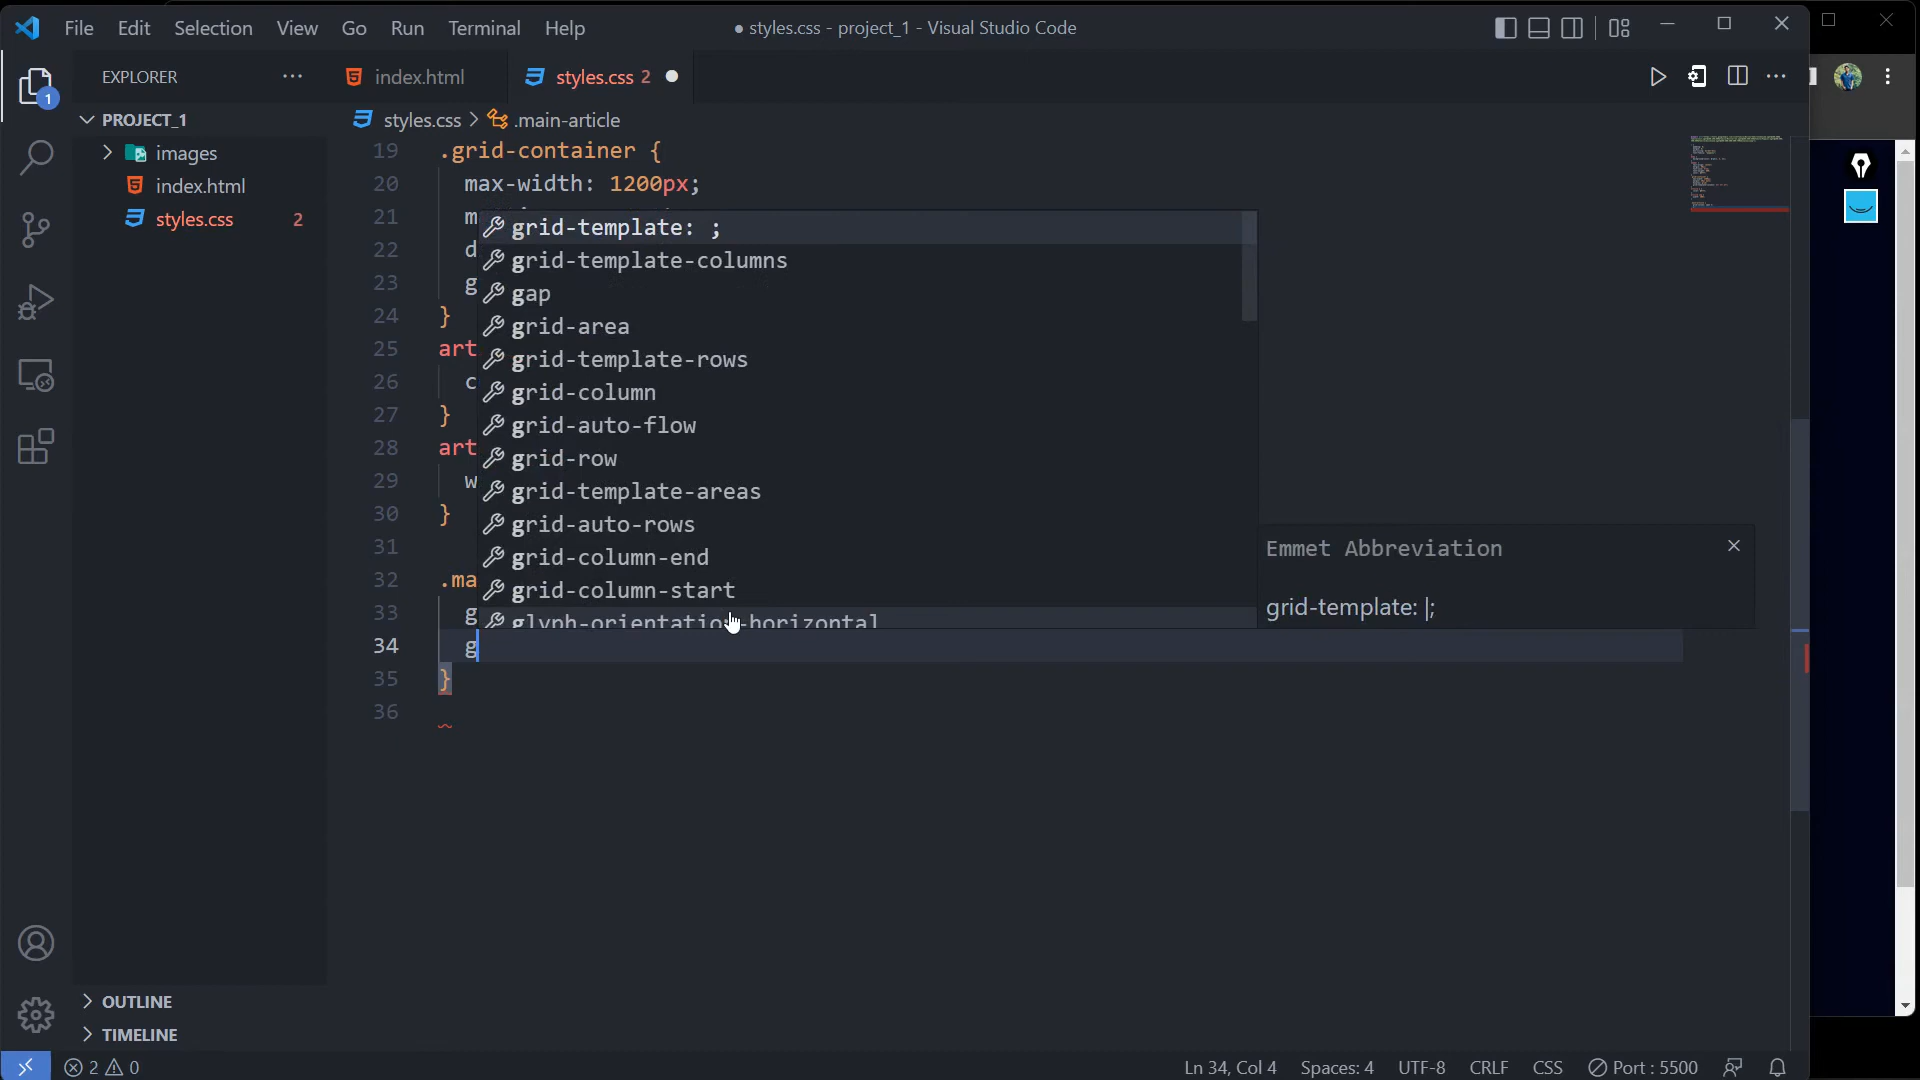 File Edit Selection View Go Run Terminal Help
● styles.css - project_1 - Visual Studio Code
EXPLORER ···
index.html
styles.css 2 ●
1
PROJECT_1
images
index.html
styles.css 2
styles.css > .main-article
19 .grid-container {
20 max-width: 1200px;
21 m
22 d
23 g
24 }
25 art
26 c
27 }
28 art
29 w
30 }
31
32 .ma
33 g
34 g
35 }
36
grid-template: ;
grid-template-columns
gap
grid-area
grid-template-rows
grid-column
grid-auto-flow
grid-row
grid-template-areas
grid-auto-rows
grid-column-end
grid-column-start
glyph-orientation-horizontal
Emmet Abbreviation
grid-template: |;
OUTLINE
TIMELINE
2 0
Ln 34, Col 4 Spaces: 4 UTF-8 CRLF CSS Port : 5500